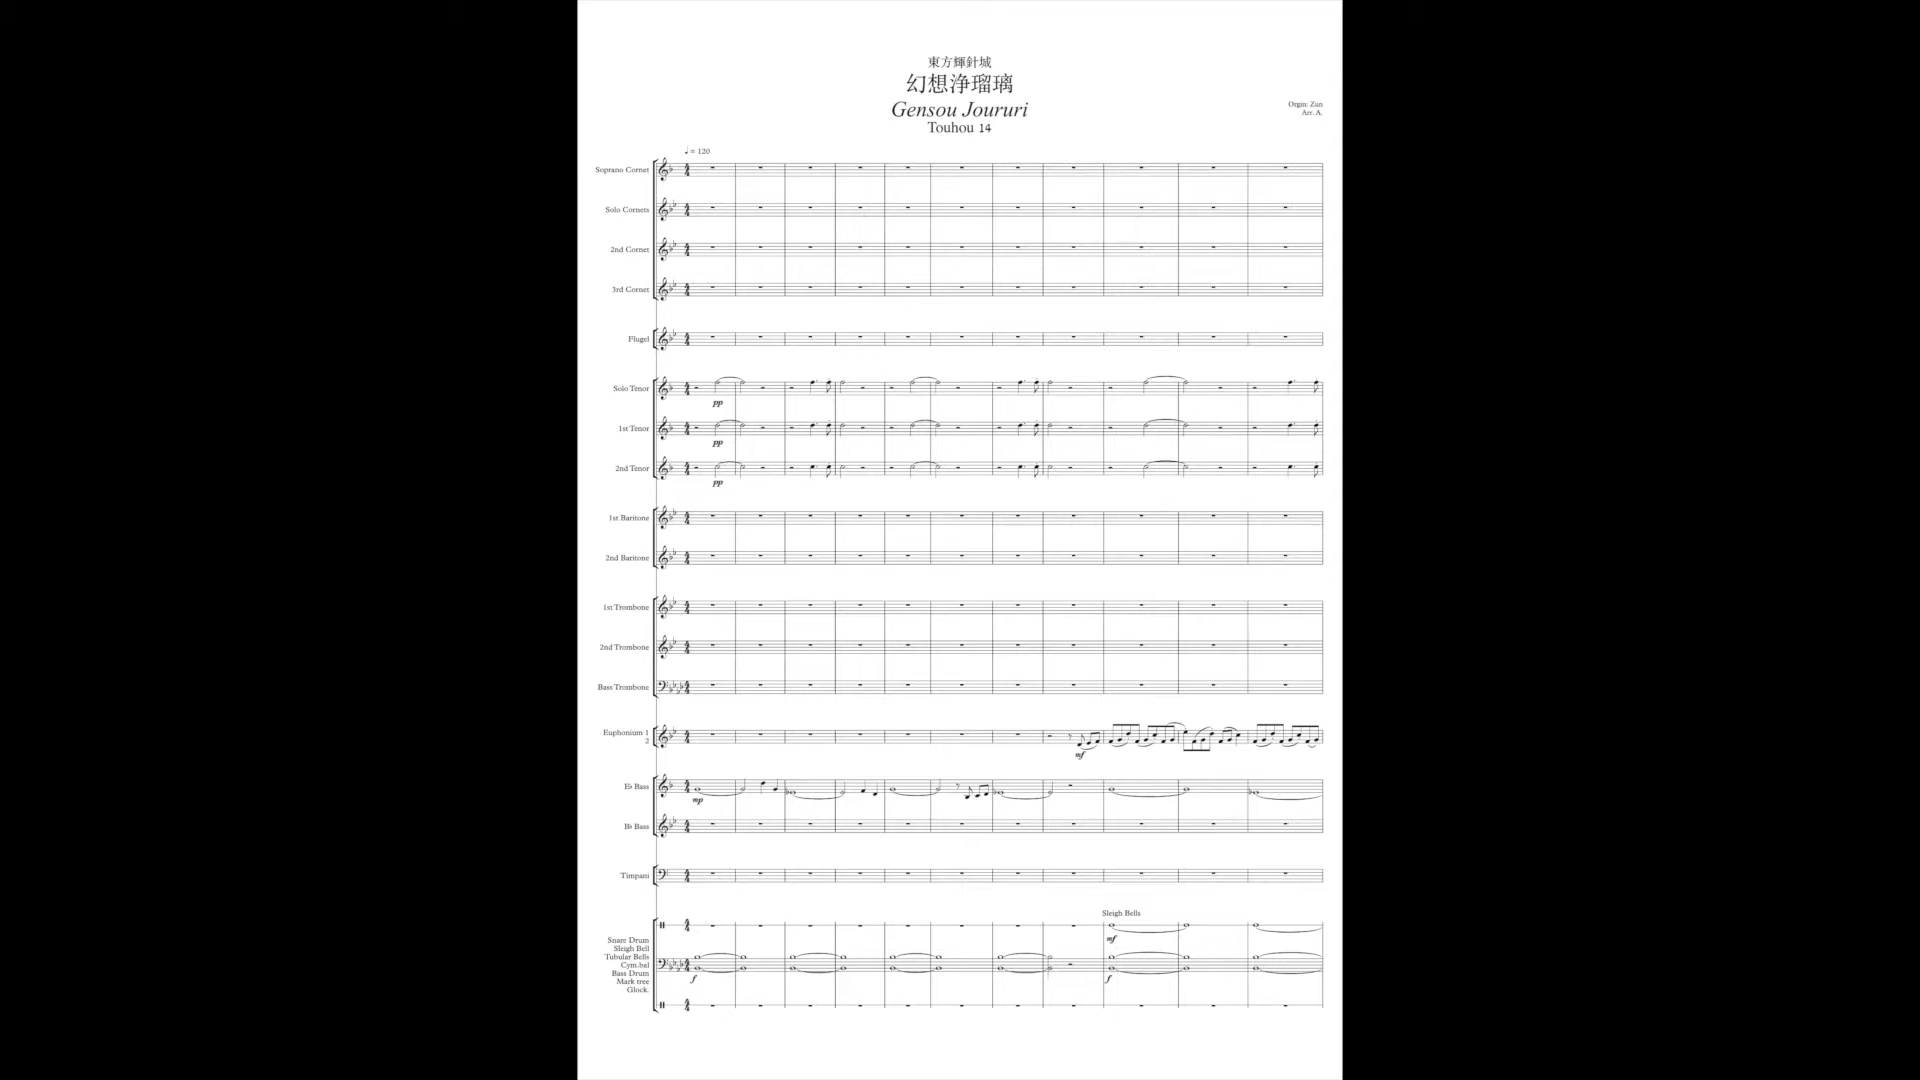 東方輝針城
幻想浄瑠璃
Gensou Joururi
Touhou 14
Orgin: Zun
Arr. A.
♩ = 120
Soprano Cornet
Solo Cornets
2nd Cornet
3rd Cornet
Flugel
Solo Tenor
pp
1st Tenor
pp
2nd Tenor
pp
1st Baritone
2nd Baritone
1st Trombone
2nd Trombone
Bass Trombone
Euphonium 1
2
mf
E♭ Bass
mp
B♭ Bass
Timpani
Sleigh Bells
mf
Snare Drum
Sleigh Bell
Tubular Bells
Cym.bal
Bass Drum
Mark tree
Glock.
f
f